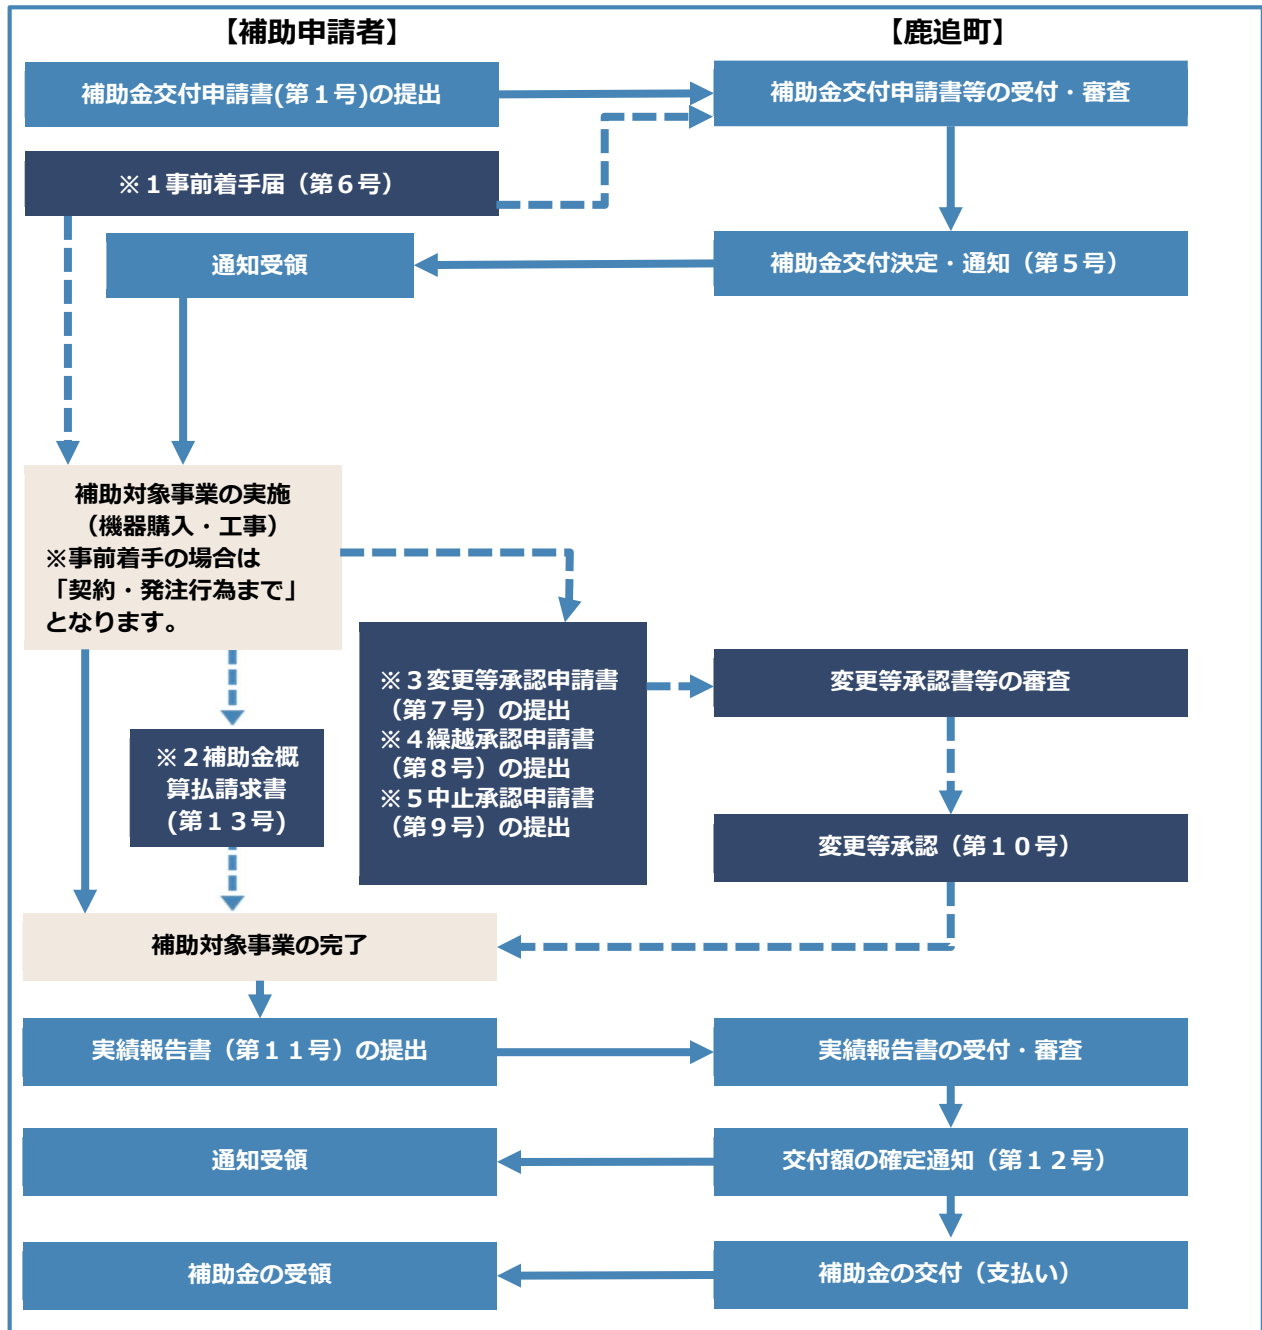 【補助申請者】
【鹿追町】
補助金交付申請書(第１号)の提出
補助金交付申請書等の受付・審査
※１事前着手届（第６号）
通知受領
補助金交付決定・通知（第５号）
補助対象事業の実施
（機器購入・工事）
※事前着手の場合は
「契約・発注行為まで」
となります。
※３変更等承認申請書
（第７号）の提出
※４繰越承認申請書
（第８号）の提出
※５中止承認申請書
（第９号）の提出
変更等承認書等の審査
※２補助金概
算払請求書
(第１３号)
変更等承認（第１０号）
補助対象事業の完了
実績報告書（第１１号）の提出
実績報告書の受付・審査
通知受領
交付額の確定通知（第１２号）
補助金の受領
補助金の交付（支払い）